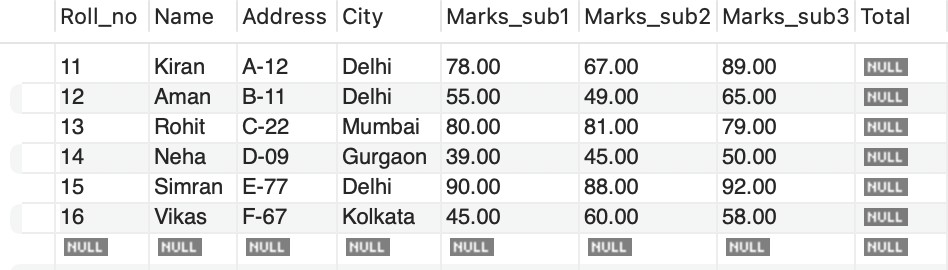 Roll_no Name Address City Marks_sub1 Marks_sub2 Marks_sub3 Total
11 Kiran A-12 Delhi 78.00 67.00 89.00 NULL
12 Aman B-11 Delhi 55.00 49.00 65.00 NULL
13 Rohit C-22 Mumbai 80.00 81.00 79.00 NULL
14 Neha D-09 Gurgaon 39.00 45.00 50.00 NULL
15 Simran E-77 Delhi 90.00 88.00 92.00 NULL
16 Vikas F-67 Kolkata 45.00 60.00 58.00 NULL
NULL NULL NULL NULL NULL NULL NULL NULL